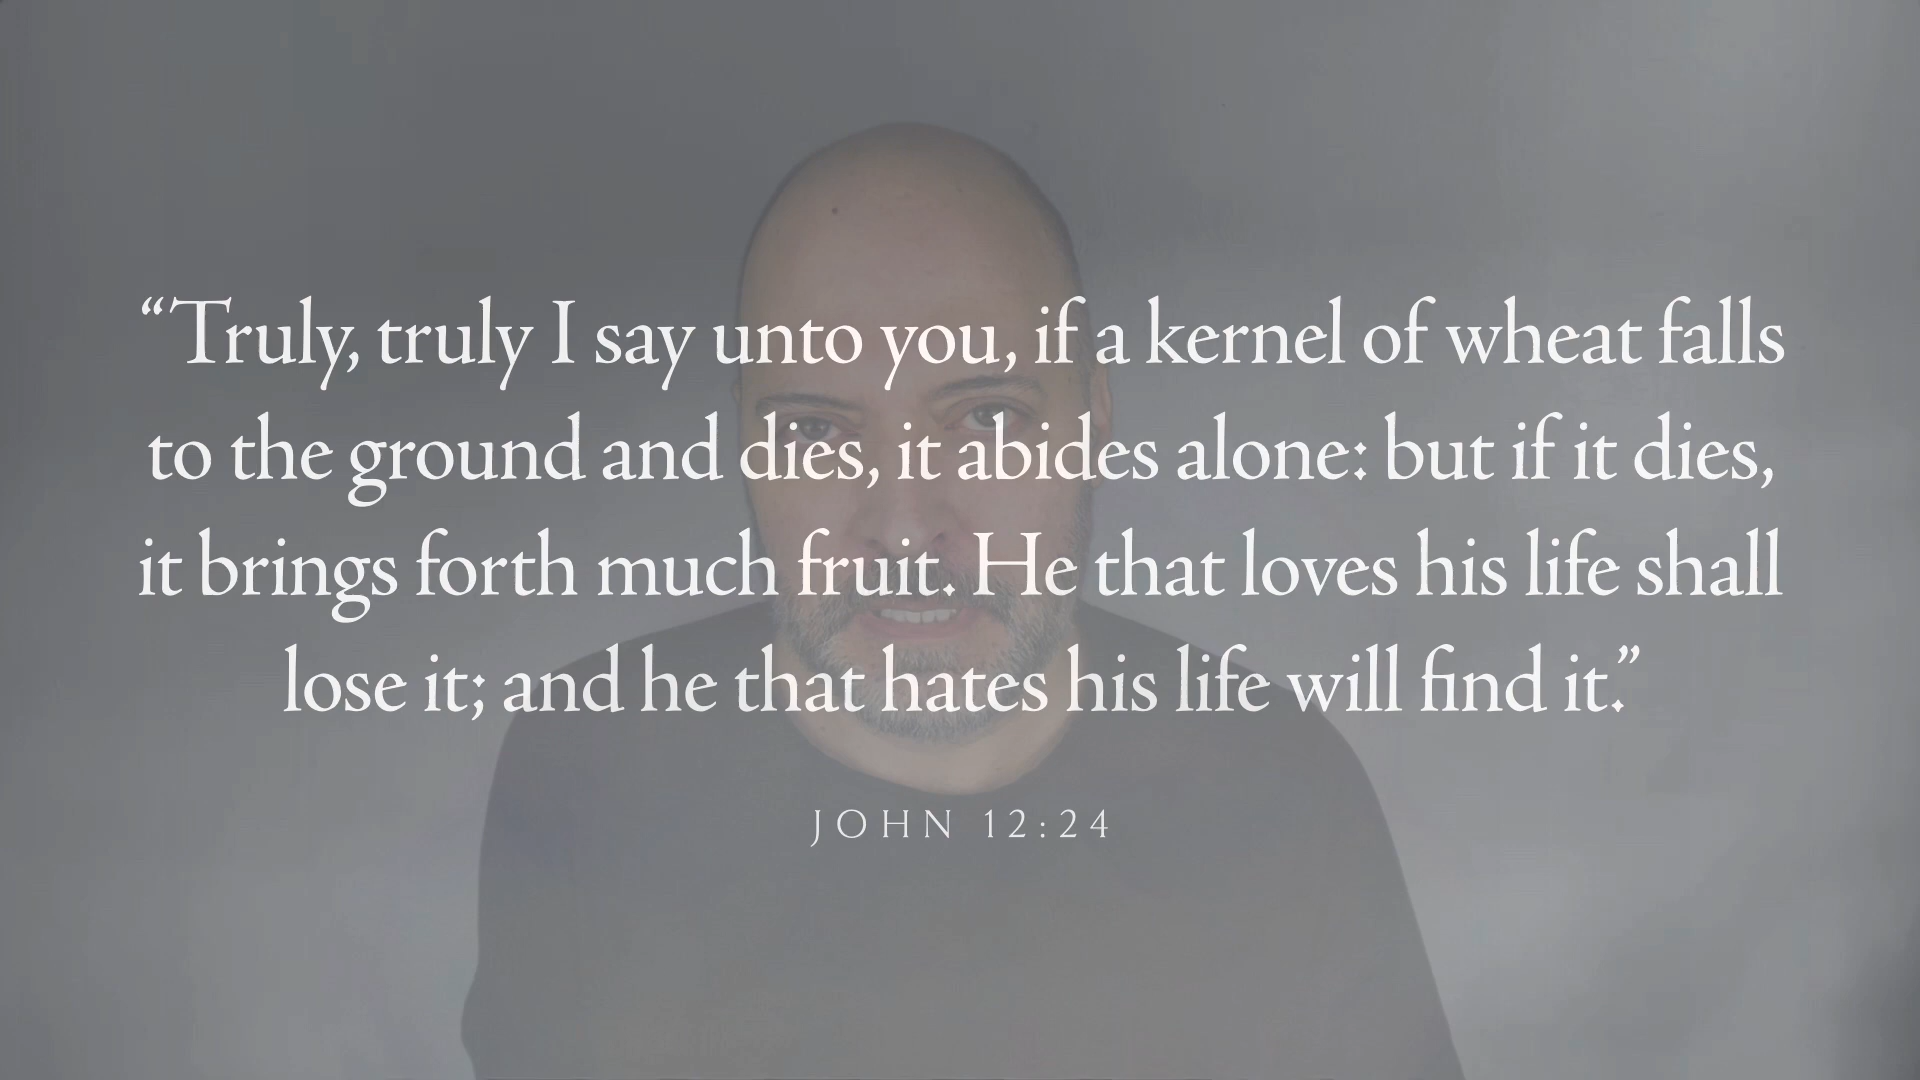 “Truly, truly I say unto you, if a kernel of wheat falls
to the ground and dies, it abides alone: but if it dies,
it brings forth much fruit. He that loves his life shall
lose it; and he that hates his life will find it.”
JOHN 12:24